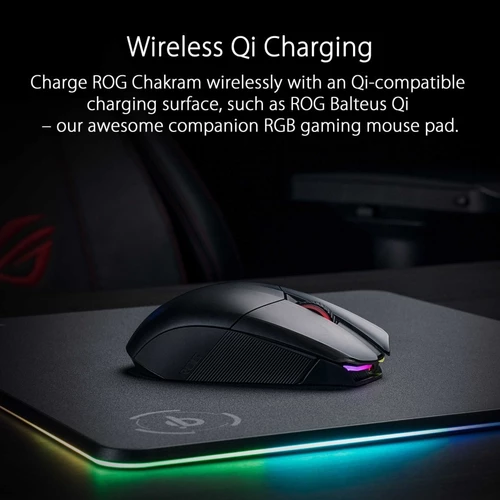 Wireless Qi Charging
Charge ROG Chakram wirelessly with an Qi-compatible
charging surface, such as ROG Balteus Qi
– our awesome companion RGB gaming mouse pad.